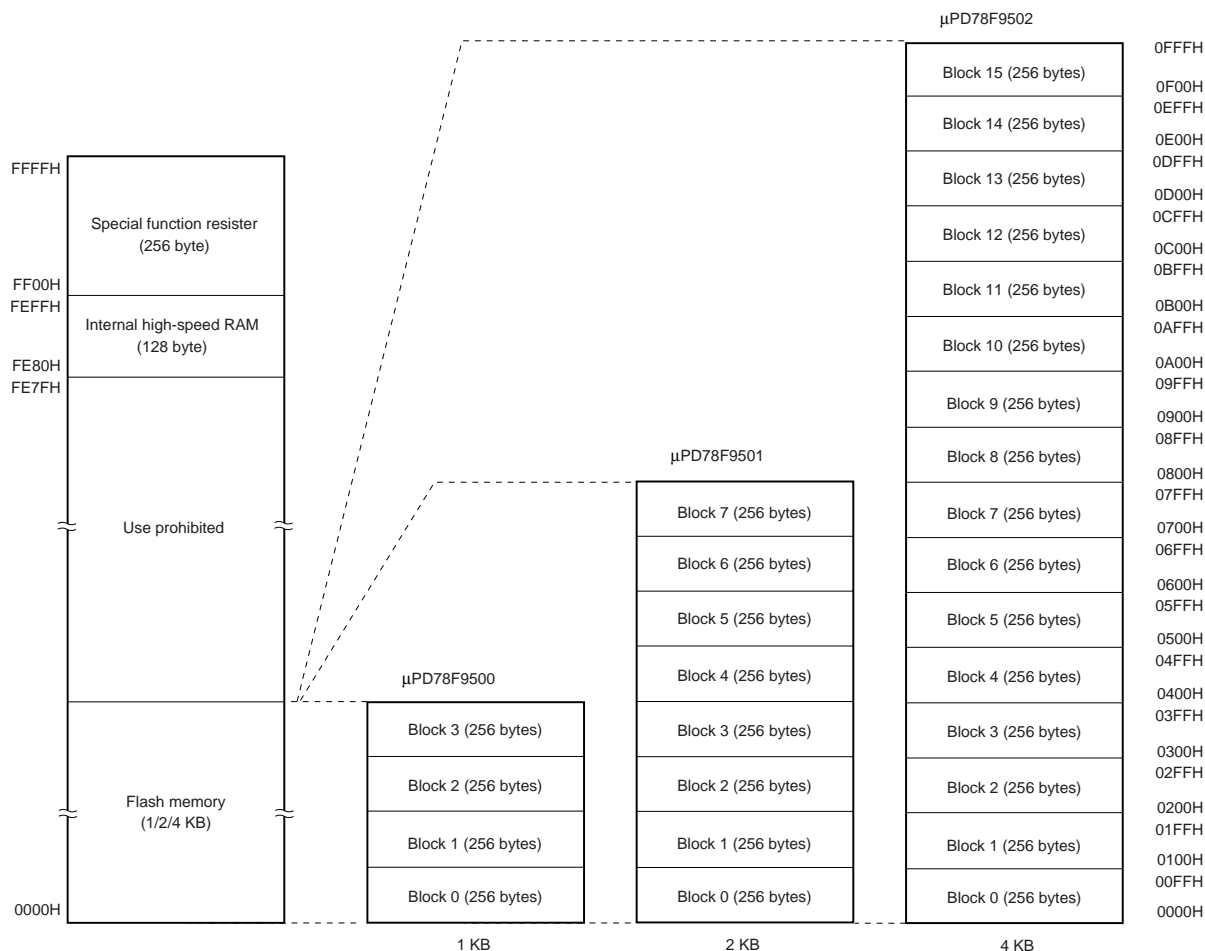 FFFFH
Special function resister
(256 byte)
FF00H
FEFFH
Internal high-speed RAM
(128 byte)
FE80H
FE7FH
Use prohibited
Flash memory
(1/2/4 KB)
0000H
μPD78F9500
Block 3 (256 bytes)
Block 2 (256 bytes)
Block 1 (256 bytes)
Block 0 (256 bytes)
1 KB
μPD78F9501
Block 7 (256 bytes)
Block 6 (256 bytes)
Block 5 (256 bytes)
Block 4 (256 bytes)
Block 3 (256 bytes)
Block 2 (256 bytes)
Block 1 (256 bytes)
Block 0 (256 bytes)
2 KB
μPD78F9502
Block 15 (256 bytes)
Block 14 (256 bytes)
Block 13 (256 bytes)
Block 12 (256 bytes)
Block 11 (256 bytes)
Block 10 (256 bytes)
Block 9 (256 bytes)
Block 8 (256 bytes)
Block 7 (256 bytes)
Block 6 (256 bytes)
Block 5 (256 bytes)
Block 4 (256 bytes)
Block 3 (256 bytes)
Block 2 (256 bytes)
Block 1 (256 bytes)
Block 0 (256 bytes)
4 KB
0FFFH
0F00H
0EFFH
0E00H
0DFFH
0D00H
0CFFH
0C00H
0BFFH
0B00H
0AFFH
0A00H
09FFH
0900H
08FFH
0800H
07FFH
0700H
06FFH
0600H
05FFH
0500H
04FFH
0400H
03FFH
0300H
02FFH
0200H
01FFH
0100H
00FFH
0000H